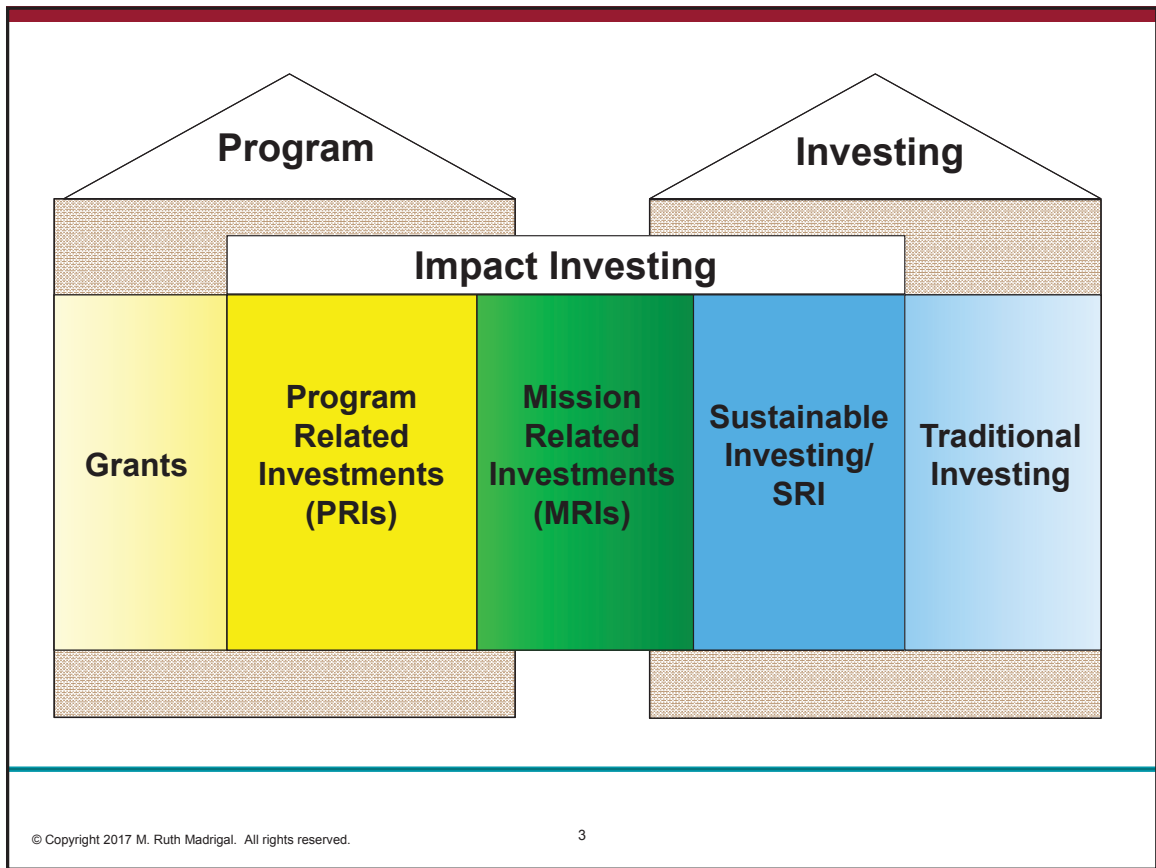 Program
Investing
Impact Investing
Grants
Program
Related
Investments
(PRIs)
Mission
Related
Investments
(MRIs)
Sustainable
Investing/
SRI
Traditional
Investing
© Copyright 2017 M. Ruth Madrigal.  All rights reserved.
3